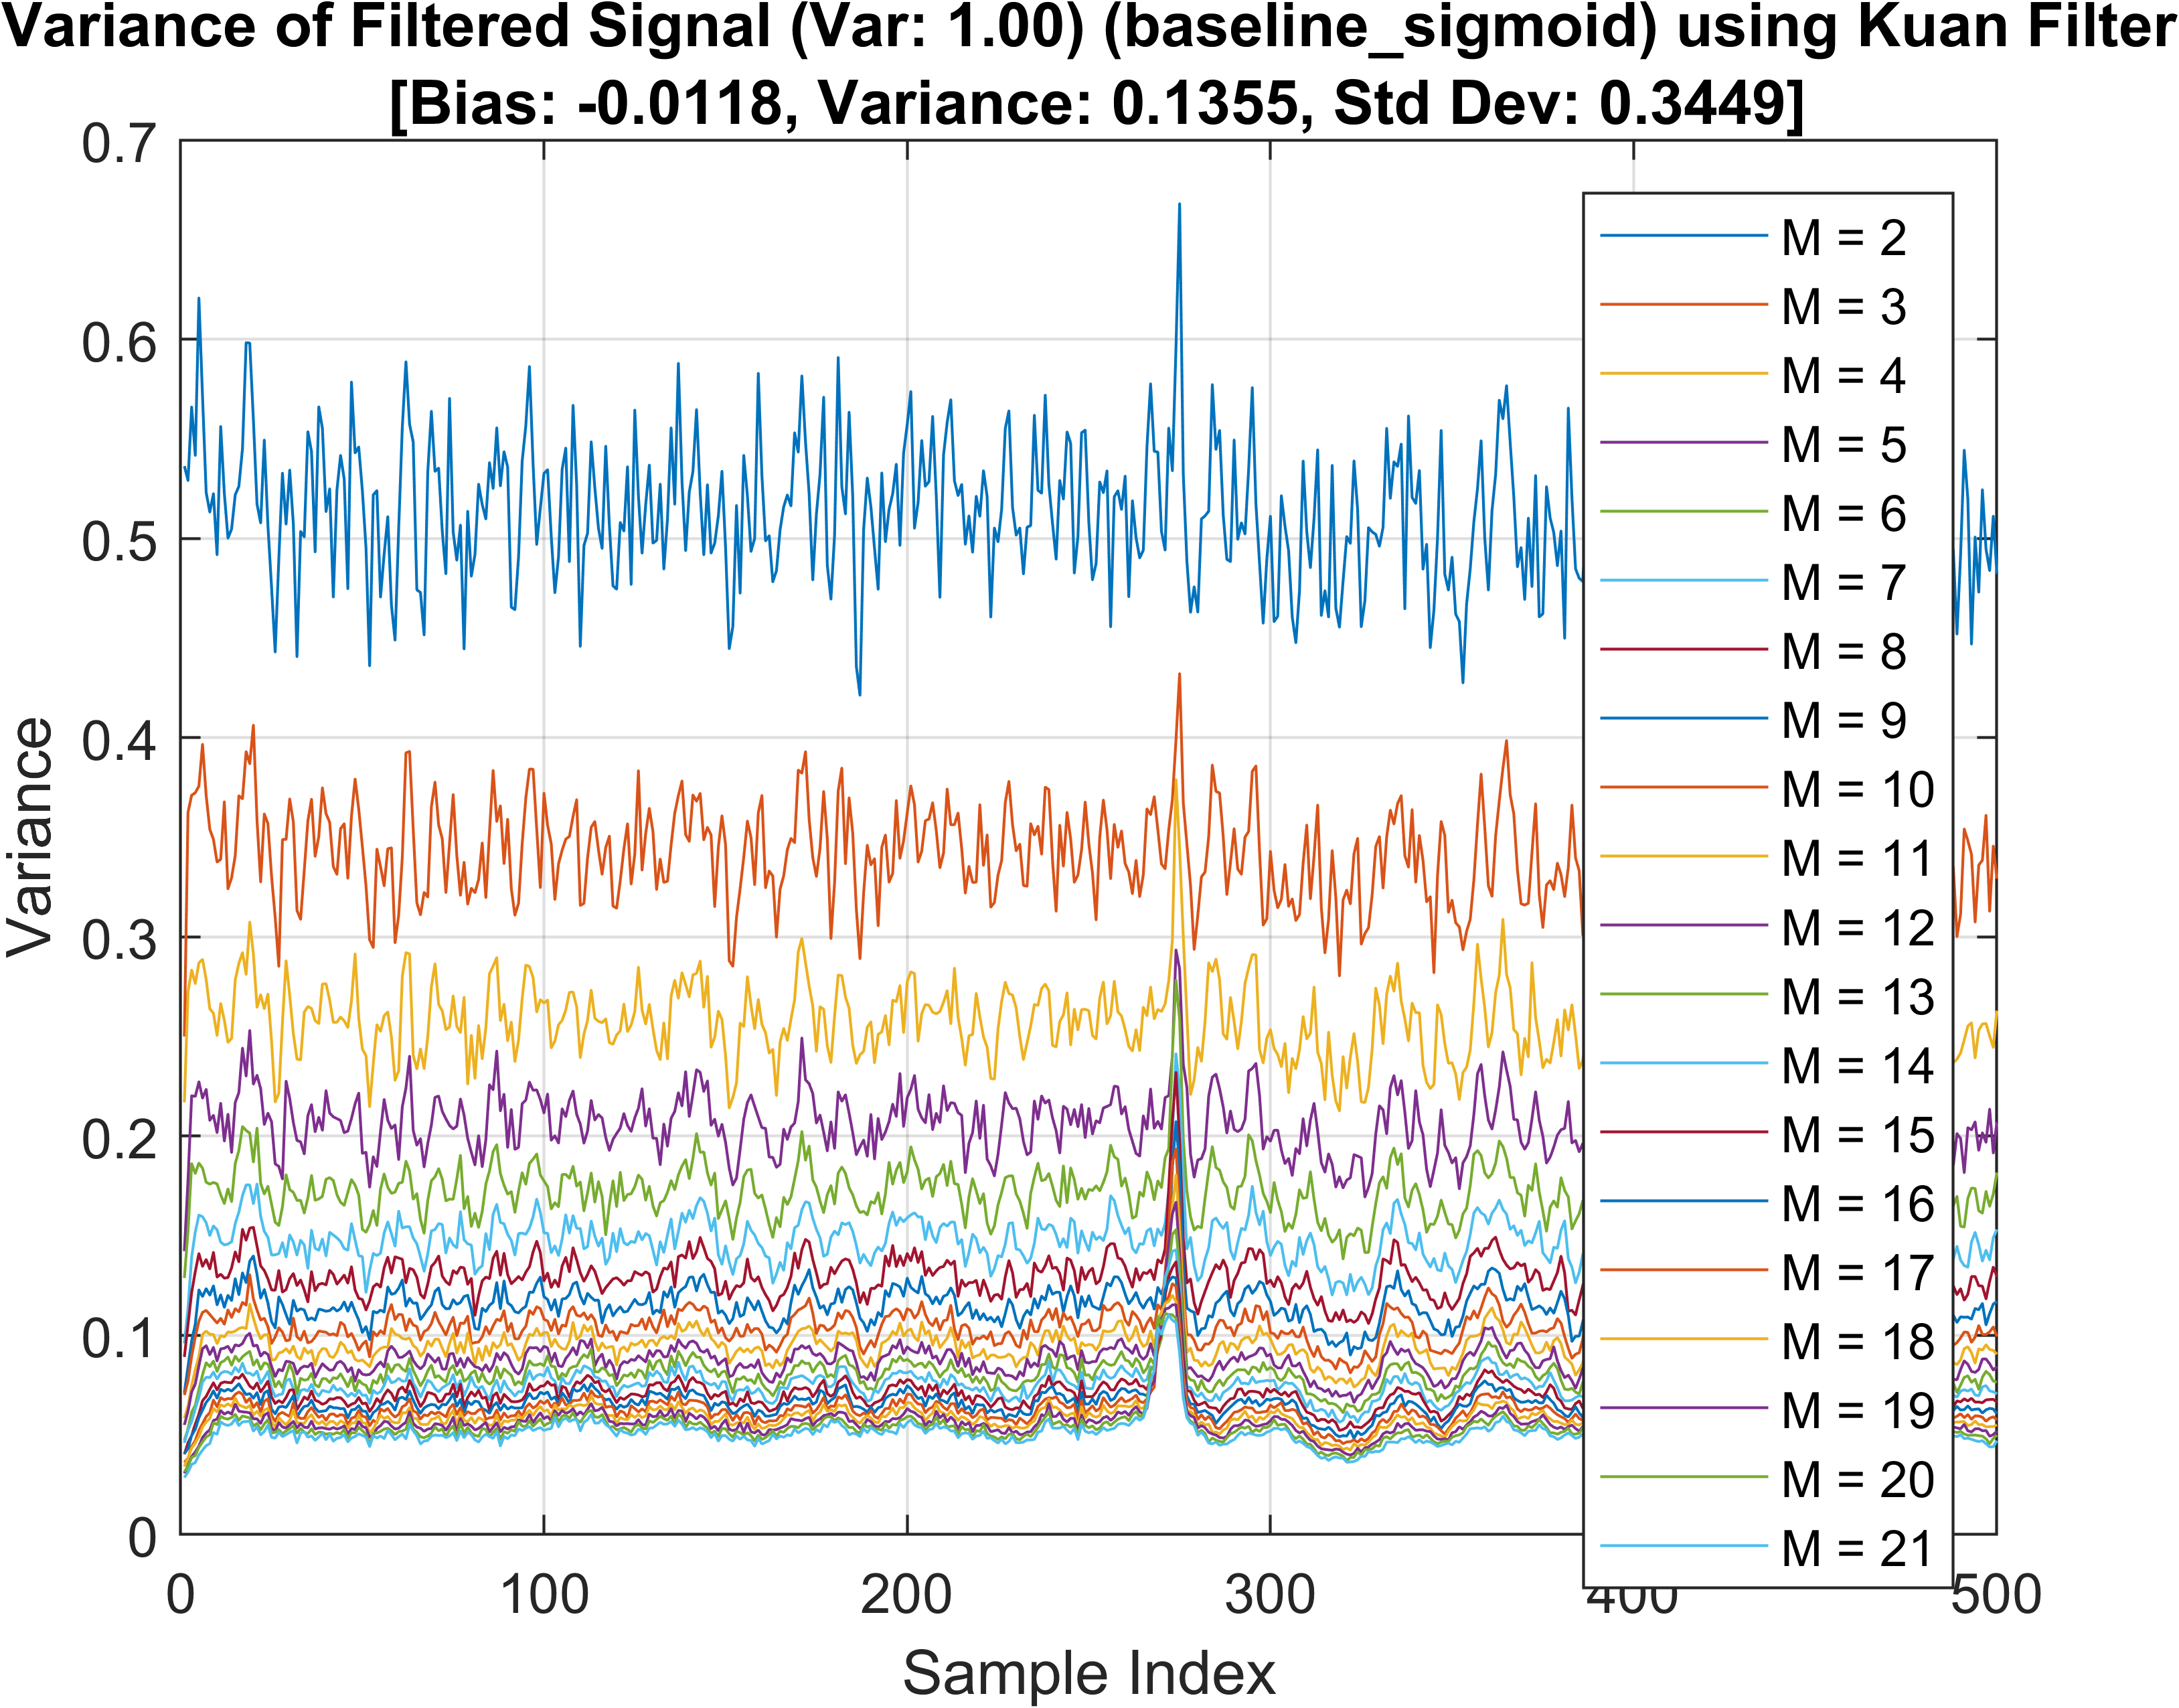 Variance of Filtered Signal (Var: 1.00) (baseline_sigmoid) using Kuan Filter
[Bias: -0.0118, Variance: 0.1355, Std Dev: 0.3449]
0.7
0.6
0.5
0.4
0.3
0.2
0.1
0
Variance
M = 2
M = 3
M = 4
M = 5
M = 6
M = 7
M = 8
M = 9
M = 10
M = 11
M = 12
M = 13
M = 14
M = 15
M = 16
M = 17
M = 18
M = 19
M = 20
M = 21
0 100 200 300 400 500
Sample Index